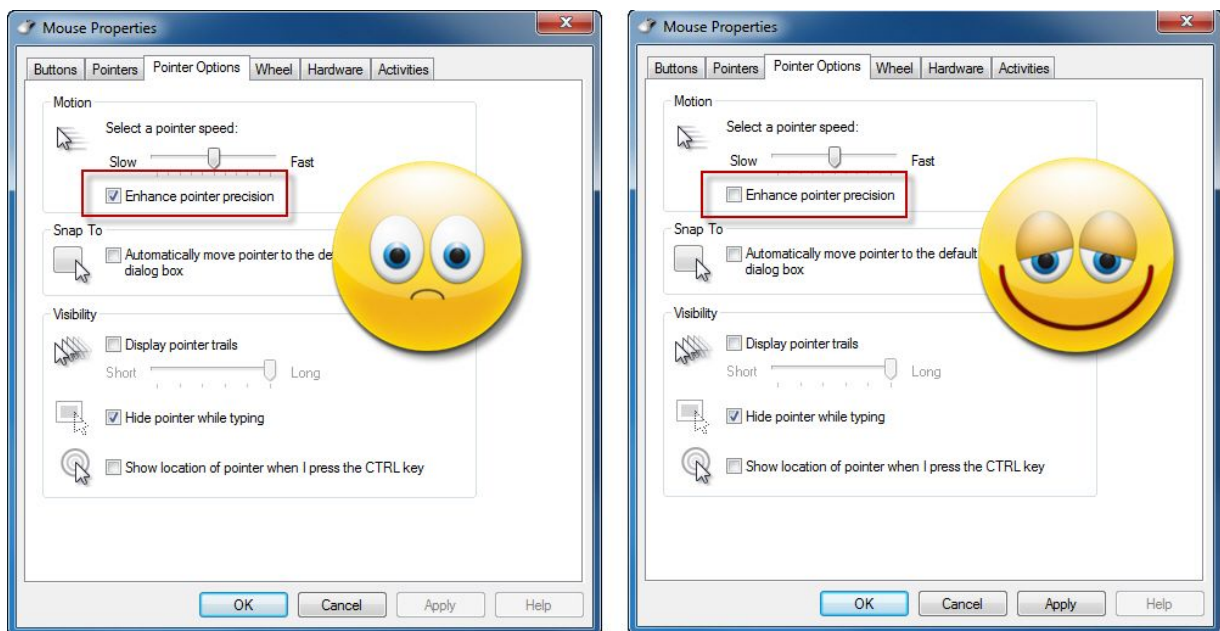 Mouse Properties
Buttons Pointers Pointer Options Wheel Hardware Activities
Motion
Select a pointer speed:
Slow Fast
Enhance pointer precision
Snap To
Automatically move pointer to the
dialog box
Visibility
Display pointer trails
Short Long
Hide pointer while typing
Show location of pointer when I press the CTRL key
OK Cancel Apply Help
Mouse Properties
Buttons Pointers Pointer Options Wheel Hardware Activities
Motion
Select a pointer speed:
Slow Fast
Enhance pointer precision
Snap To
Automatically move pointer to the default
dialog box
Visibility
Display pointer trails
Short Long
Hide pointer while typing
Show location of pointer when I press the CTRL key
OK Cancel Apply Help